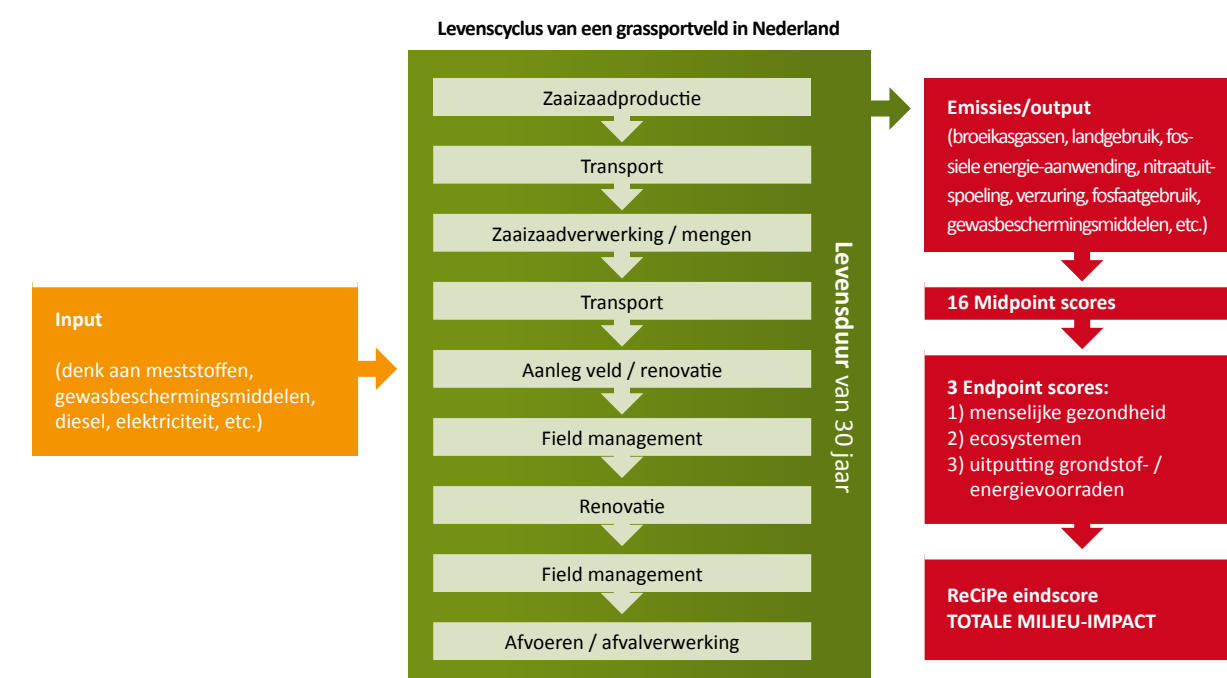 Levenscyclus van een grassportveld in Nederland
Input
(denk aan meststoffen,
gewasbeschermingsmiddelen,
diesel, elektriciteit, etc.)
Zaaizaadproductie
Transport
Zaaizaadverwerking / mengen
Transport
Aanleg veld / renovatie
Field management
Renovatie
Field management
Afvoeren / afvalverwerking
Levensduur van 30 jaar
Emissies/output
(broeikasgassen, landgebruik, fos-
siele energie-aanwending, nitraatuit-
spoeling, verzuring, fosfaatgebruik,
gewasbeschermingsmiddelen, etc.)
16 Midpoint scores
3 Endpoint scores:
1) menselijke gezondheid
2) ecosystemen
3) uitputting grondstof- /
energievoorraden
ReCiPe eindscore
TOTALE MILIEU-IMPACT